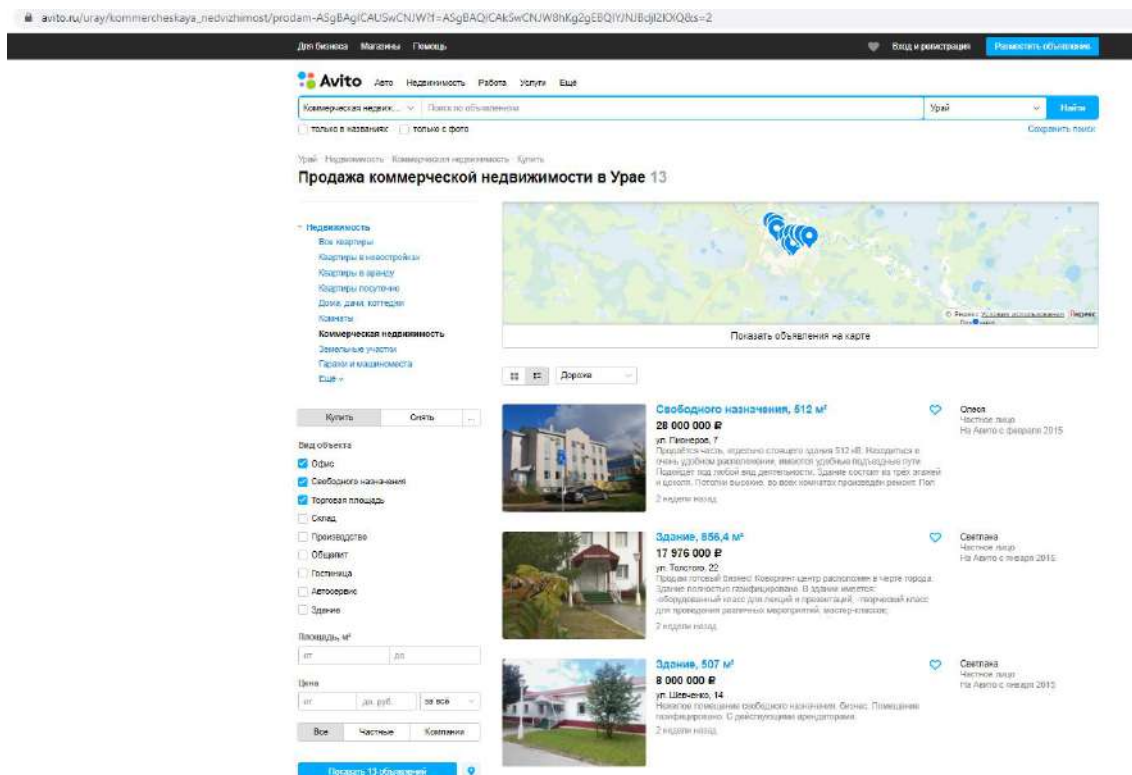 avito.ru/uray/kommercheskaya_nedvizhimost/prodam-
Для бизнеса Магазины Помощь
Вход и регистрация Разместить объявление
Avito Авто Недвижимость Работа Услуги Ещё
Коммерческая недвиж... Поиск по объявлениям Урай Найти
только в названиях только с фото Сохранить поиск
Урай Недвижимость Коммерческая недвижимость Купить
Продажа коммерческой недвижимости в Урае 13
Недвижимость
Все квартиры
Квартиры в новостройках
Квартиры в аренду
Квартиры посуточно
Дома, дачи, коттеджи
Комнаты
Коммерческая недвижимость
Земельные участки
Гаражи и машиноместа
Ещё
© Яндекс Условия использования Яндекс
Показать объявления на карте
Дороже
Купить Снять ...
Вид объекта
Офис
Свободного назначения
Торговая площадь
Склад
Производство
Общепит
Гостиница
Автосервис
Здание
Площадь, м²
от до
Цена
от до, руб. за всё
Все Частные Компании
Показать 13 объявлений
Свободного назначения, 512 м²
28 000 000 ₽
ул. Пионеров, 7
Продаётся часть, отдельно стоящего здания 512 кв. Находиться в
очень удобном расположении, имеются удобные подъездные пути
Подойдет под любой вид деятельности. Здание состоит из трёх этажей
и цоколя. Потолки высокие, во всех комнатах произведён ремонт. Пол
2 недели назад
Олеся
Частное лицо
На Авито с февраля 2015
Здание, 856,4 м²
17 976 000 ₽
ул. Толстого, 22
Продам готовый бизнес! Коворкинг-центр расположен в черте города.
Здание полностью газифицировано. В здании имеется:
-оборудованный класс для лекций и презентаций, -творческий класс
для проведения различных мероприятий, мастер-классов;
2 недели назад
Светлана
Частное лицо
На Авито с января 2015
Здание, 507 м²
8 000 000 ₽
ул. Шевченко, 14
Нежилое помещение свободного назначения, бизнес. Помещение
газифицировано. С действующими арендаторами.
2 недели назад
Светлана
Частное лицо
На Авито с января 2015